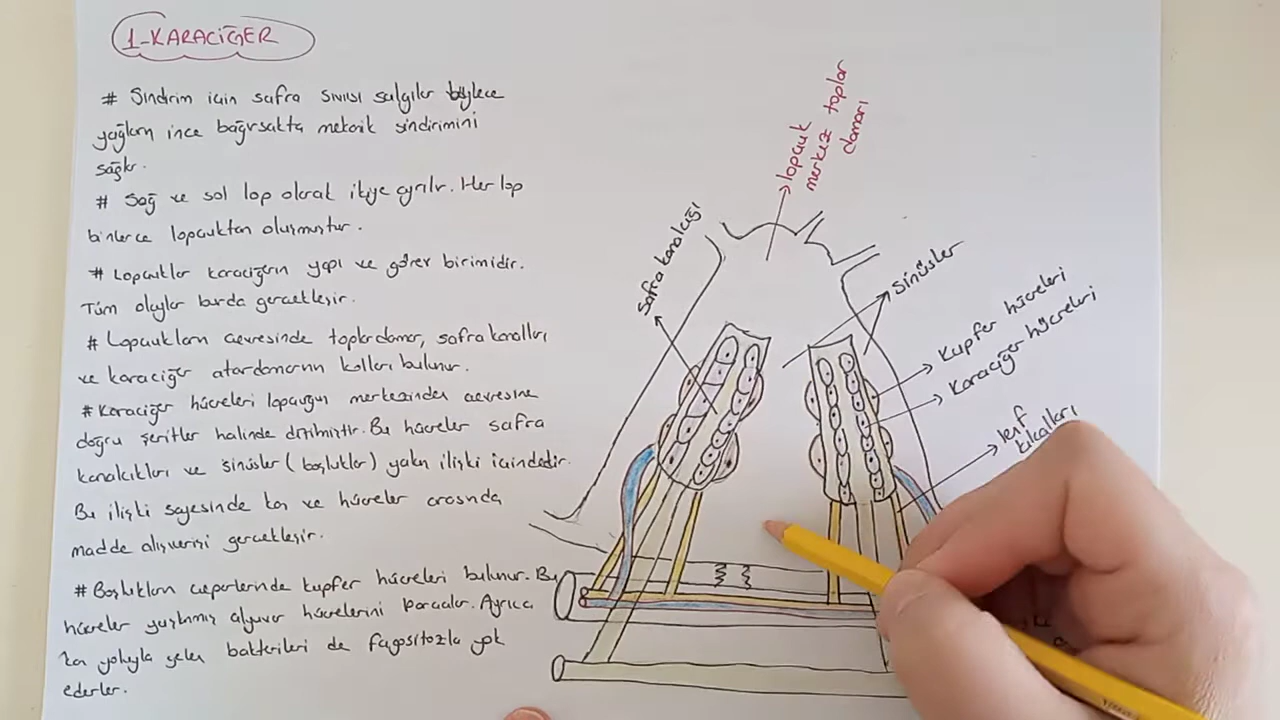 1-KARACİĞER
# Sindirim için safra sıvısı salgılar böylece
yağların ince bağırsakta mekanik sindirimini
sağlar.
# Sağ ve sol lop olarak ikiye ayrılır. Her lop
binlerce lopçuktan oluşmuştur.
# Lopçuklar karaciğerin yapı ve görev birimidir.
Tüm olaylar burda gerçekleşir.
# Lopçukların çevresinde toplardamar, safra kanalları
ve karaciğer atardamarının kolları bulunur.
# Karaciğer hücreleri lopçuğun merkezinden çevresine
doğru şeritler halinde dizilmiştir. Bu hücreler safra
kanalcıkları ve sinüsler (boşluklar) yakın ilişki içindedir.
Bu ilişki sayesinde kan ve hücreler arasında
madde alışverişi gerçekleşir.
# Boşlukların çeperlerinde kupfer hücreleri bulunur. Bu
hücreler yaşlanmış alyuvar hücrelerini parçalar. Ayrıca
kan yoluyla gelen bakterileri de fagositozla yok
ederler.
lopçuk
merkez toplar
damarı
safra kanalcığı
sinüsler
Kupfer hücreleri
Karaciğer hücreleri
lenf
kılcalları